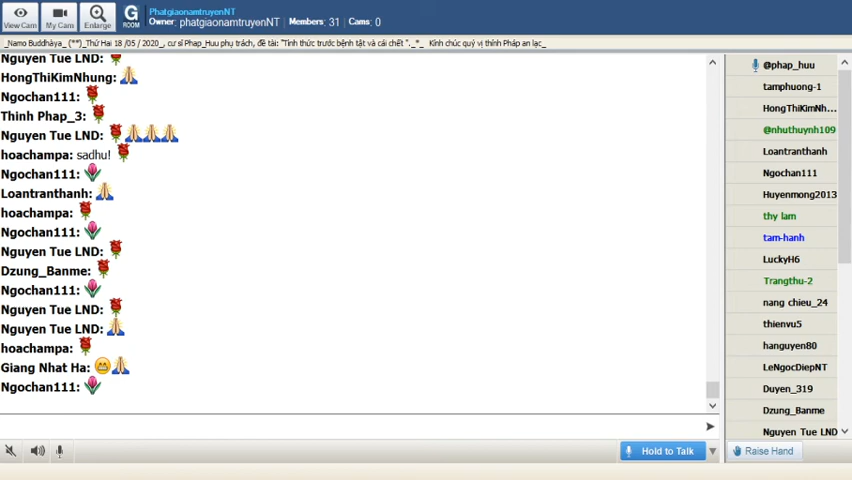 View Cam
My Cam
Enlarge
G
ROOM
PhatgiaonamtruyenNT
Owner: phatgiaonamtruyenNT Members: 31 Cams: 0
_Namo Buddhàya_ (**)_Thứ Hai 18 /05 / 2020_, cư sĩ Phap_Huu phụ trách, đề tài: "Tỉnh thức trước bệnh tật và cái chết "._*_ Kính chúc quý vị thính Pháp an lạc_
Nguyen Tue LND:
HongThiKimNhung:
Ngochan111:
Thinh Phap_3:
Nguyen Tue LND:
hoachampa: sadhu!
Ngochan111:
Loantranthanh:
hoachampa:
Ngochan111:
Nguyen Tue LND:
Dzung_Banme:
Ngochan111:
Nguyen Tue LND:
Nguyen Tue LND:
hoachampa:
Giang Nhat Ha:
Ngochan111:
@phap_huu
tamphuong-1
HongThiKimNh...
@nhuthuynh109
Loantranthanh
Ngochan111
Huyenmong2013
thy lam
tam-hanh
LuckyH6
Trangthu-2
nang chieu_24
thienvu5
hanguyen80
LeNgocDiepNT
Duyen_319
Dzung_Banme
Nguyen Tue LND
Hold to Talk
Raise Hand